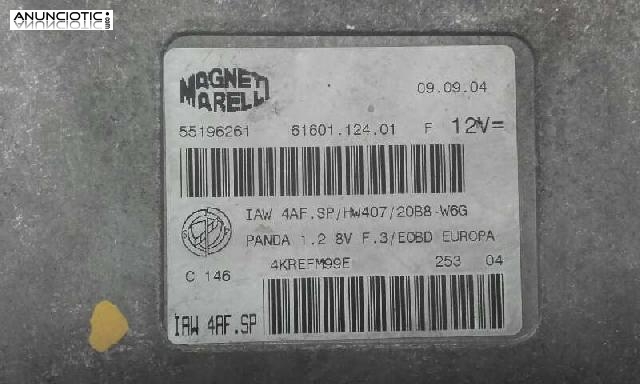 ANUNCIOTIC.com
MAGNETI
MARELLI
09.09.04
55196261 61601.124.01 F 12V=
IAW 4AF.SP/HW407/20B8-W6G
PANDA 1.2 8V F.3/EOBD EUROPA
C 146 4KREFM99E 253 04
IAW 4AF.SP